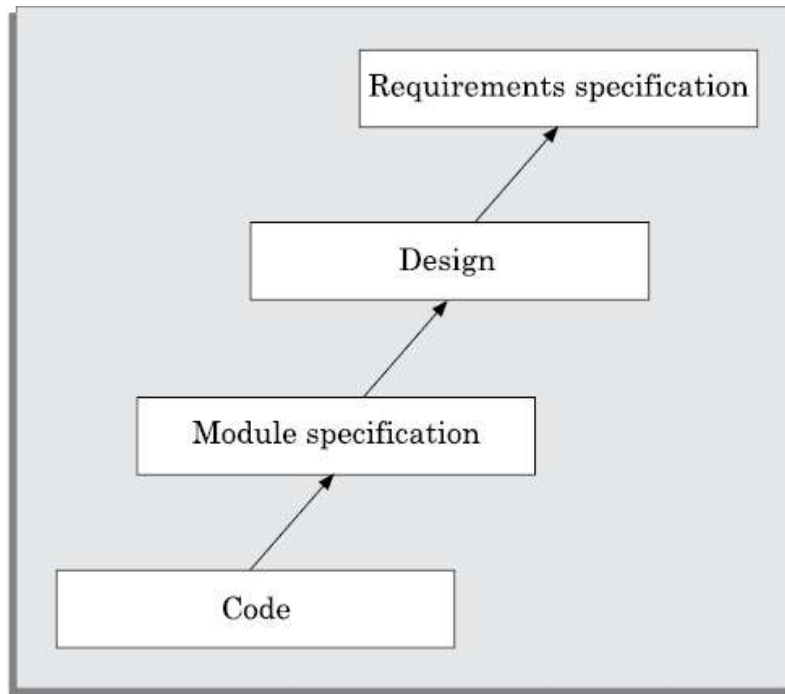 Requirements specification
Design
Module specification
Code